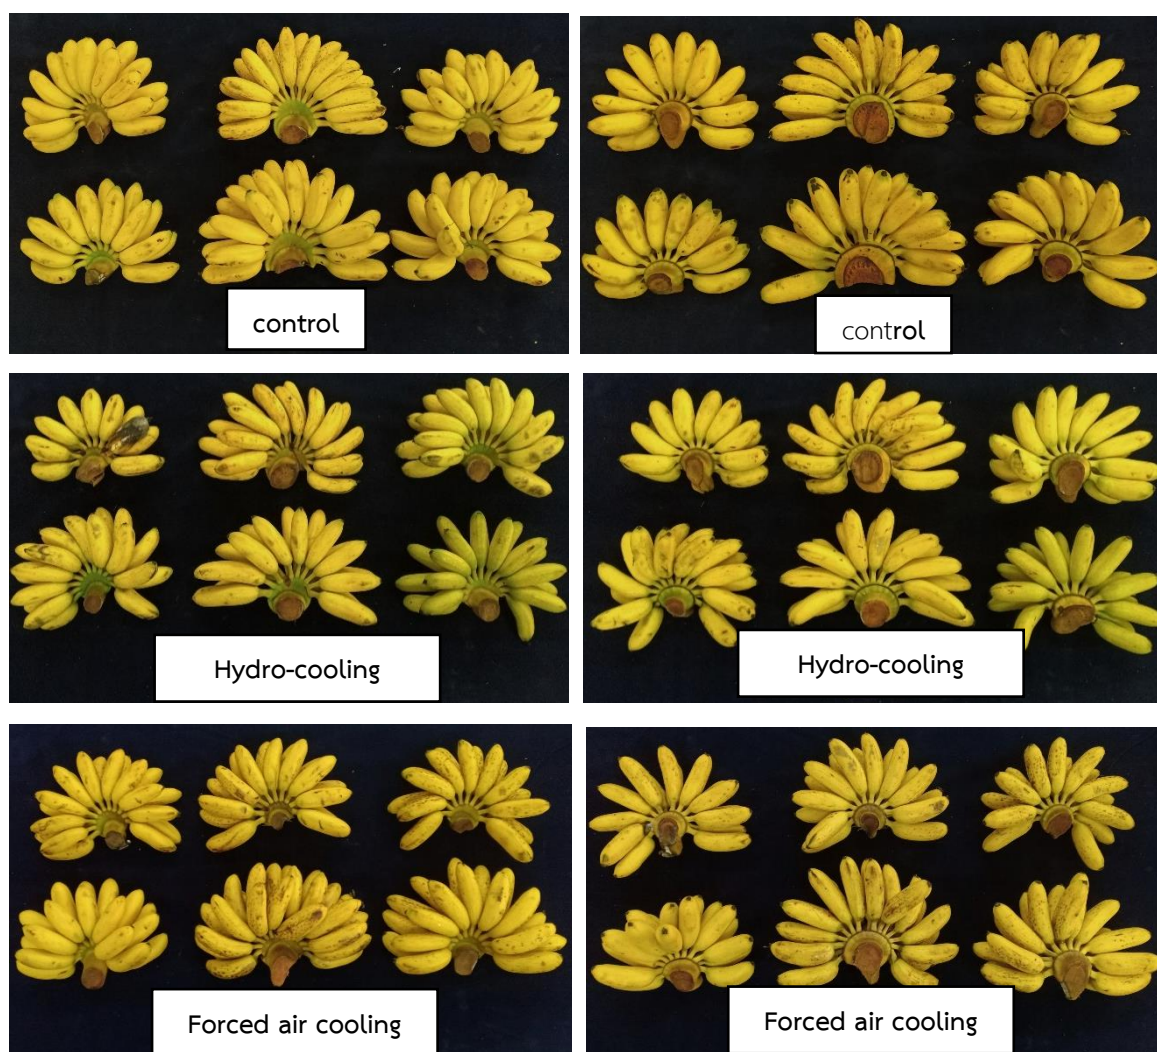 control
control
Hydro-cooling
Hydro-cooling
Forced air cooling
Forced air cooling